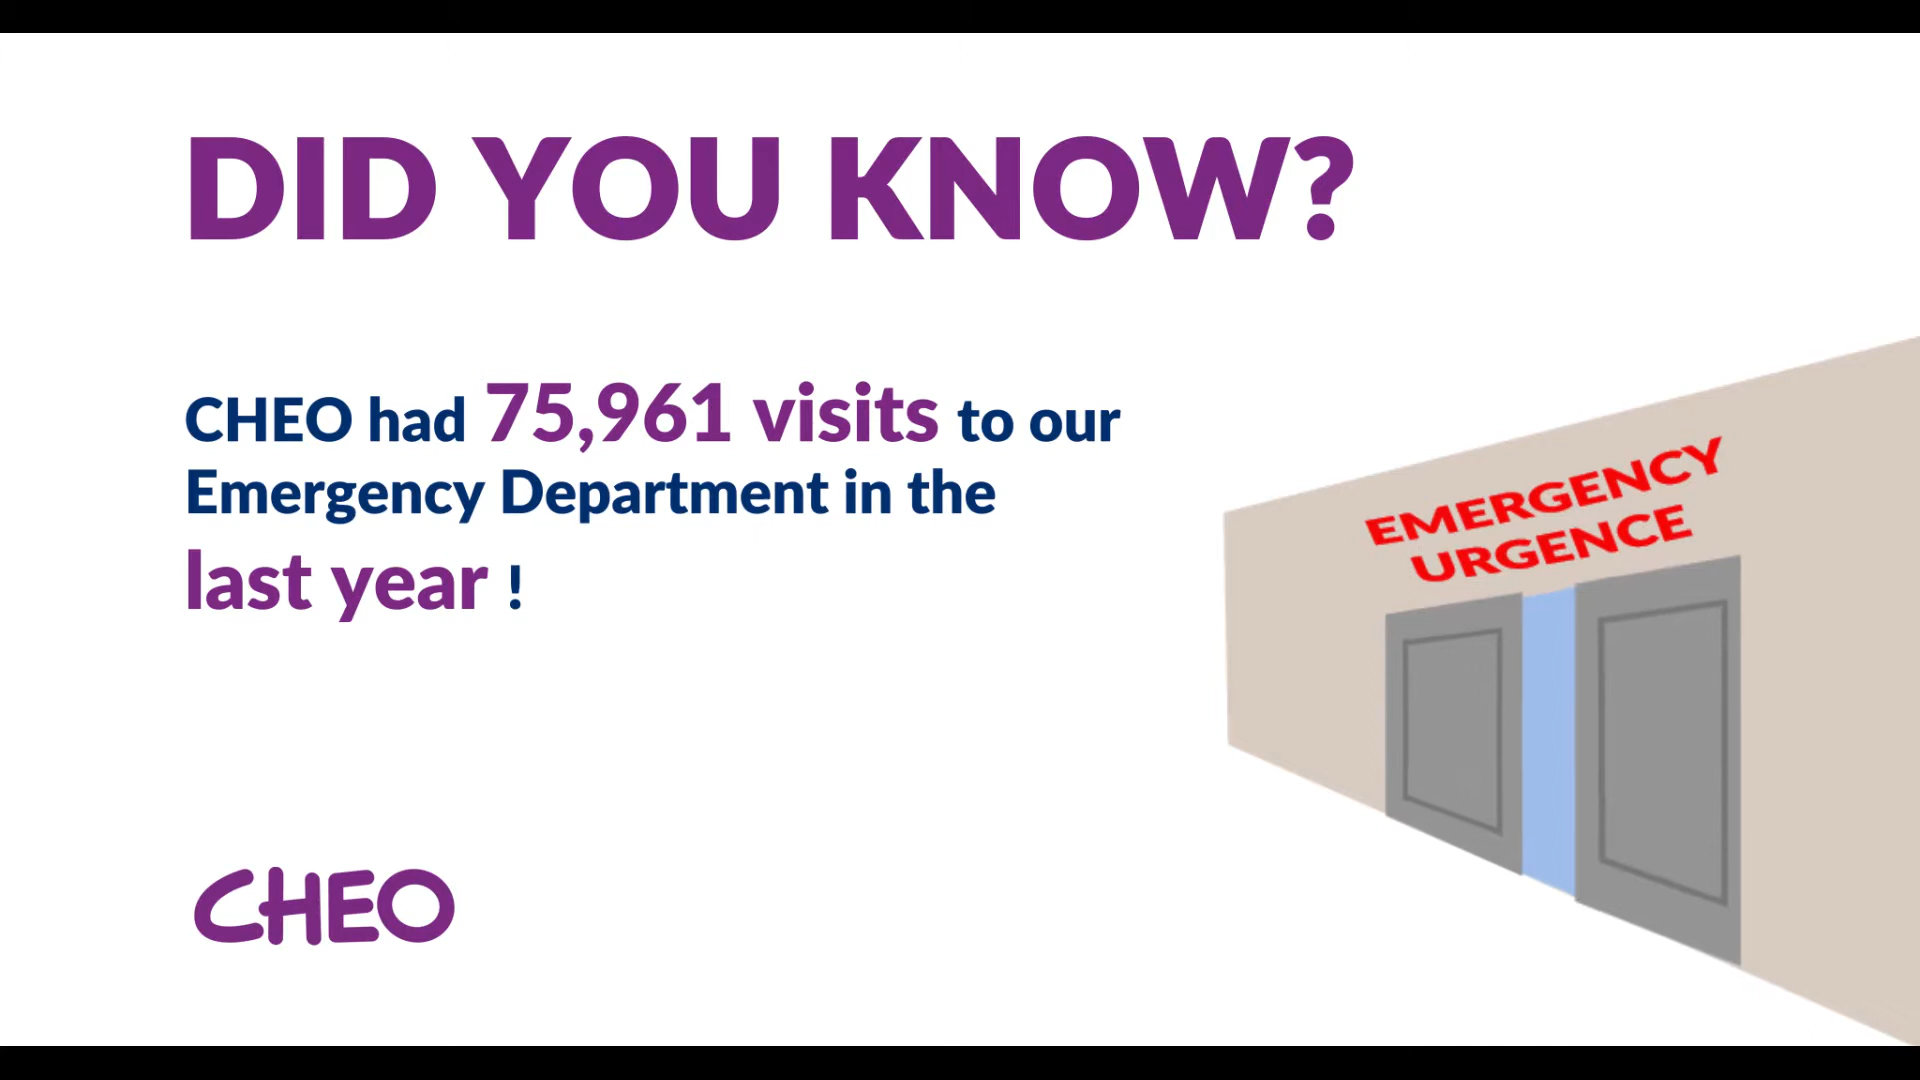 DID YOU KNOW?
CHEO had 75,961 visits to our
Emergency Department in the
last year !
EMERGENCY
URGENCE
CHEO